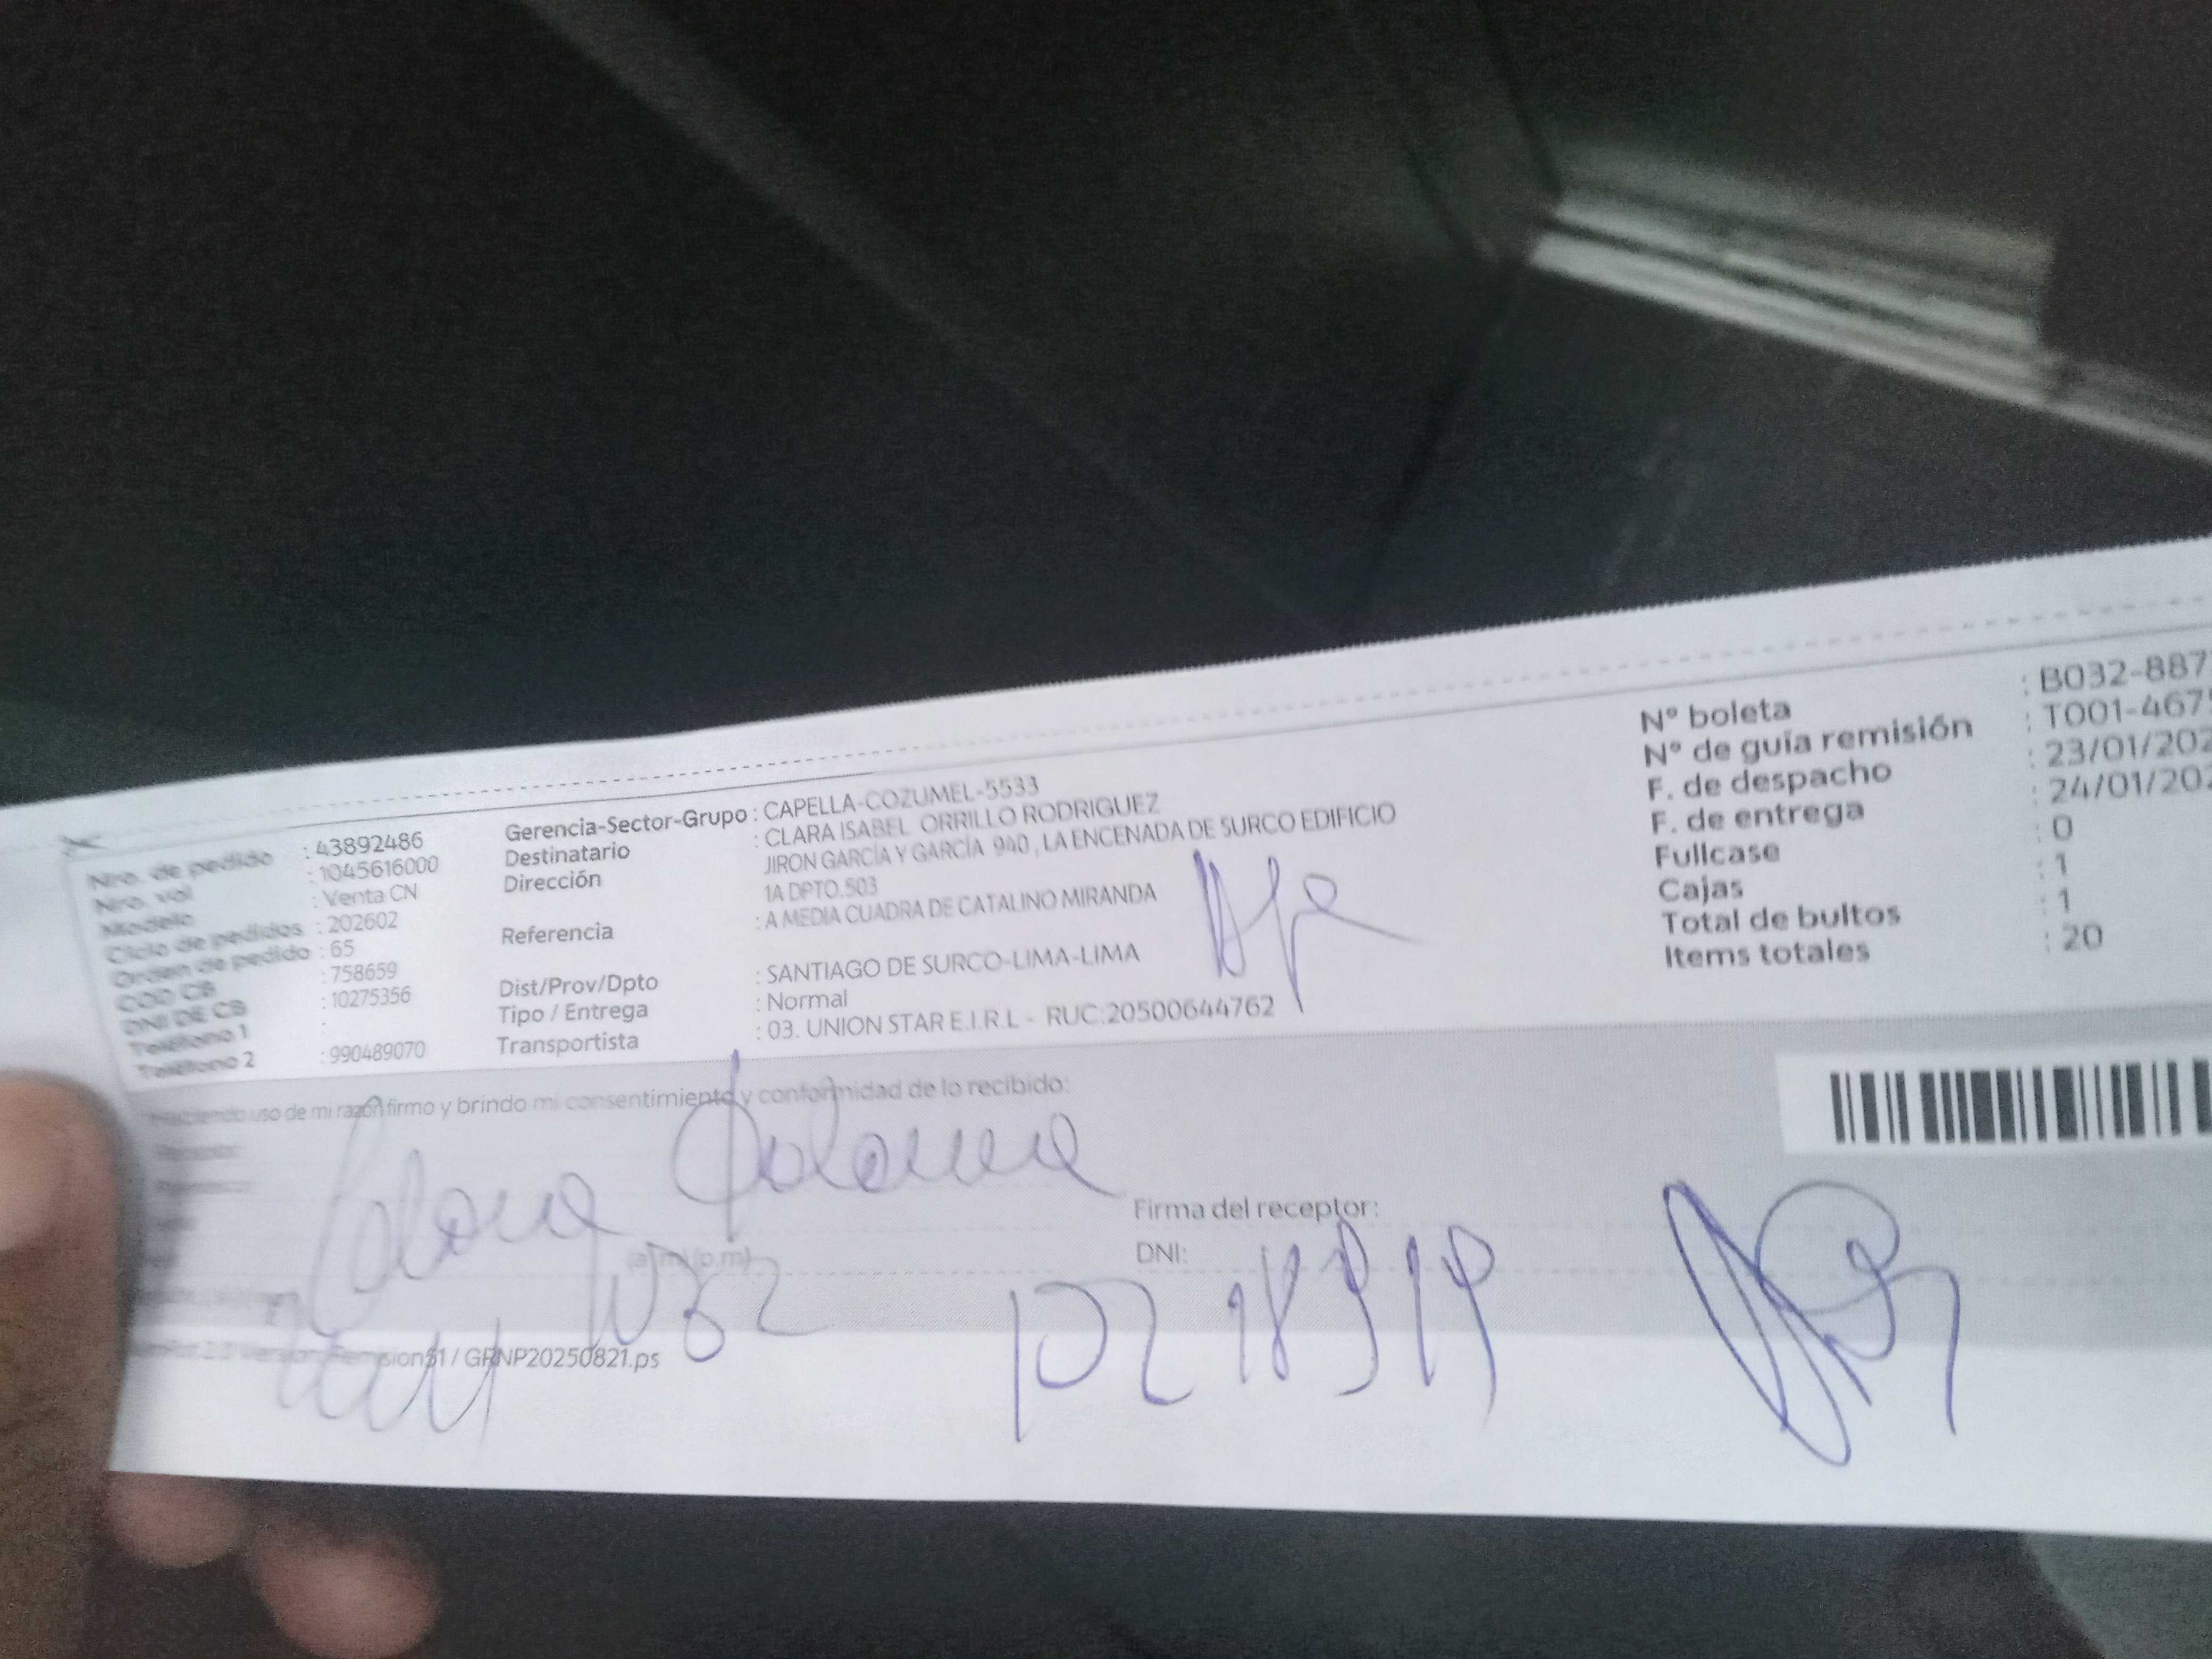 Nro. de pedido : 43892486
Nro. vol : 1045616000
Modelo : Venta CN
Ciclo de pedidos : 202602
Orden de pedido : 65
COD CB : 758659
DNI DE CB : 10275356
Teléfono 1 :
Teléfono 2 : 990489070
Gerencia-Sector-Grupo : CAPELLA-COZUMEL-5533
Destinatario : CLARA ISABEL ORRILLO RODRIGUEZ
Dirección JIRON GARCÍA Y GARCÍA 940 , LA ENCENADA DE SURCO EDIFICIO
1A DPTO.503
Referencia : A MEDIA CUADRA DE CATALINO MIRANDA
Dist/Prov/Dpto : SANTIAGO DE SURCO-LIMA-LIMA
Tipo / Entrega : Normal
Transportista : 03. UNION STAR E.I.R.L - RUC:20500644762
Nº boleta : B032-887
Nº de guía remisión : T001-467
F. de despacho : 23/01/202
F. de entrega : 24/01/202
Fullcase : 0
Cajas : 1
Total de bultos : 1
Items totales : 20
Haciendo uso de mi razón firmo y brindo mi consentimiento y conformidad de lo recibido:
(a.m) (p.m)
Firma del receptor:
DNI:
/ GRNP20250821.ps